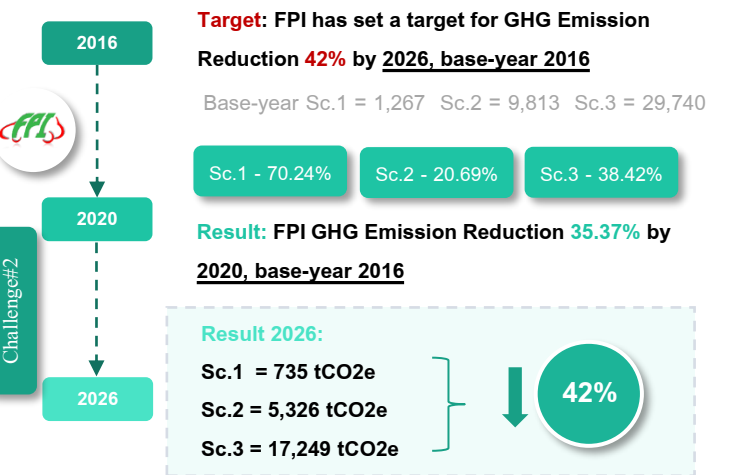 2016
Target: FPI has set a target for GHG Emission
Reduction 42% by 2026, base-year 2016
Base-year Sc.1 = 1,267 Sc.2 = 9,813 Sc.3 = 29,740
FPI
Sc.1 - 70.24%
Sc.2 - 20.69%
Sc.3 - 38.42%
2020
Result: FPI GHG Emission Reduction 35.37% by
2020, base-year 2016
Challenge#2
Result 2026:
Sc.1 = 735 tCO2e
Sc.2 = 5,326 tCO2e
Sc.3 = 17,249 tCO2e
42%
2026